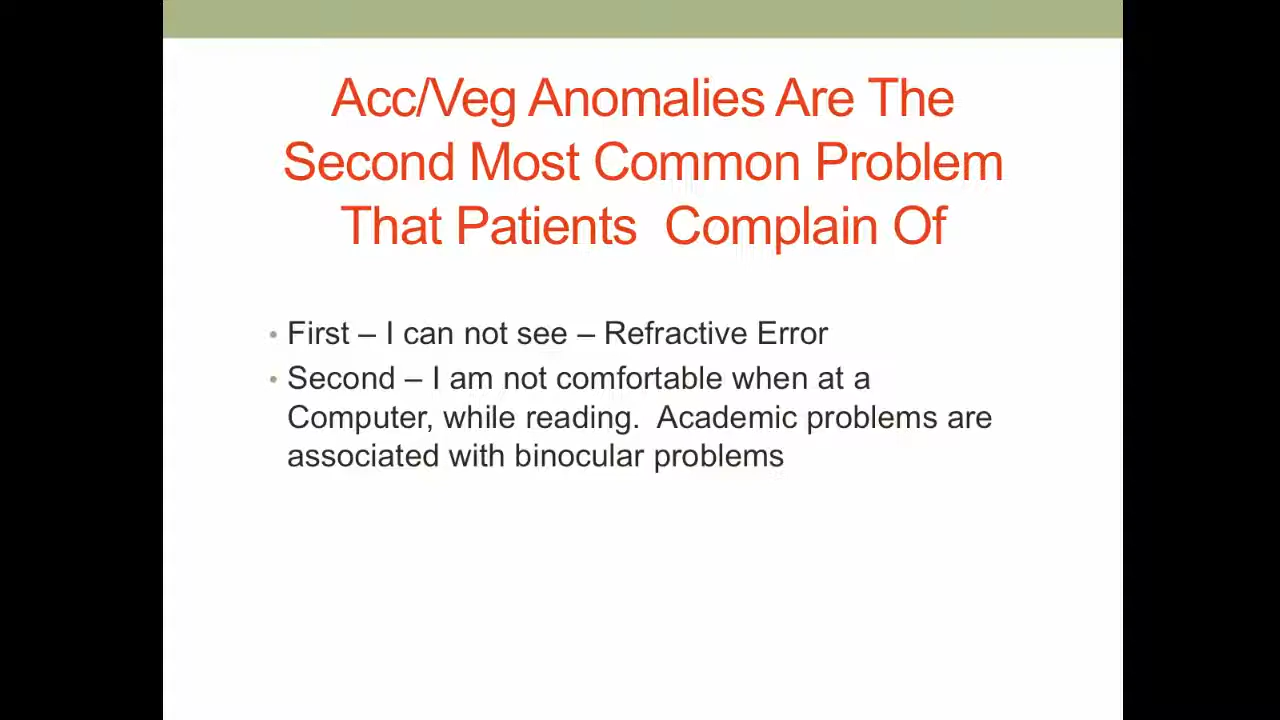 Acc/Veg Anomalies Are The
Second Most Common Problem
That Patients  Complain Of
• First – I can not see – Refractive Error
• Second – I am not comfortable when at a
Computer, while reading.  Academic problems are
associated with binocular problems